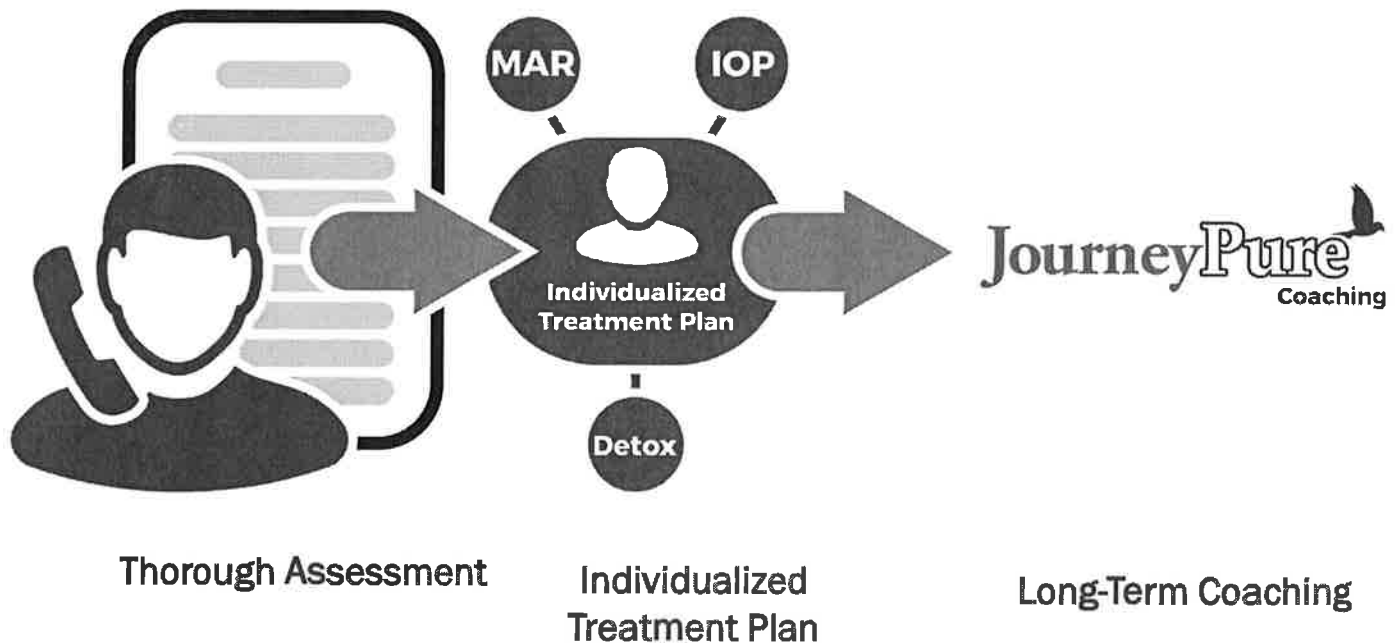 MAR
IOP
Individualized
Treatment Plan
Detox
JourneyPure
Coaching
Thorough Assessment
Individualized
Treatment Plan
Long-Term Coaching